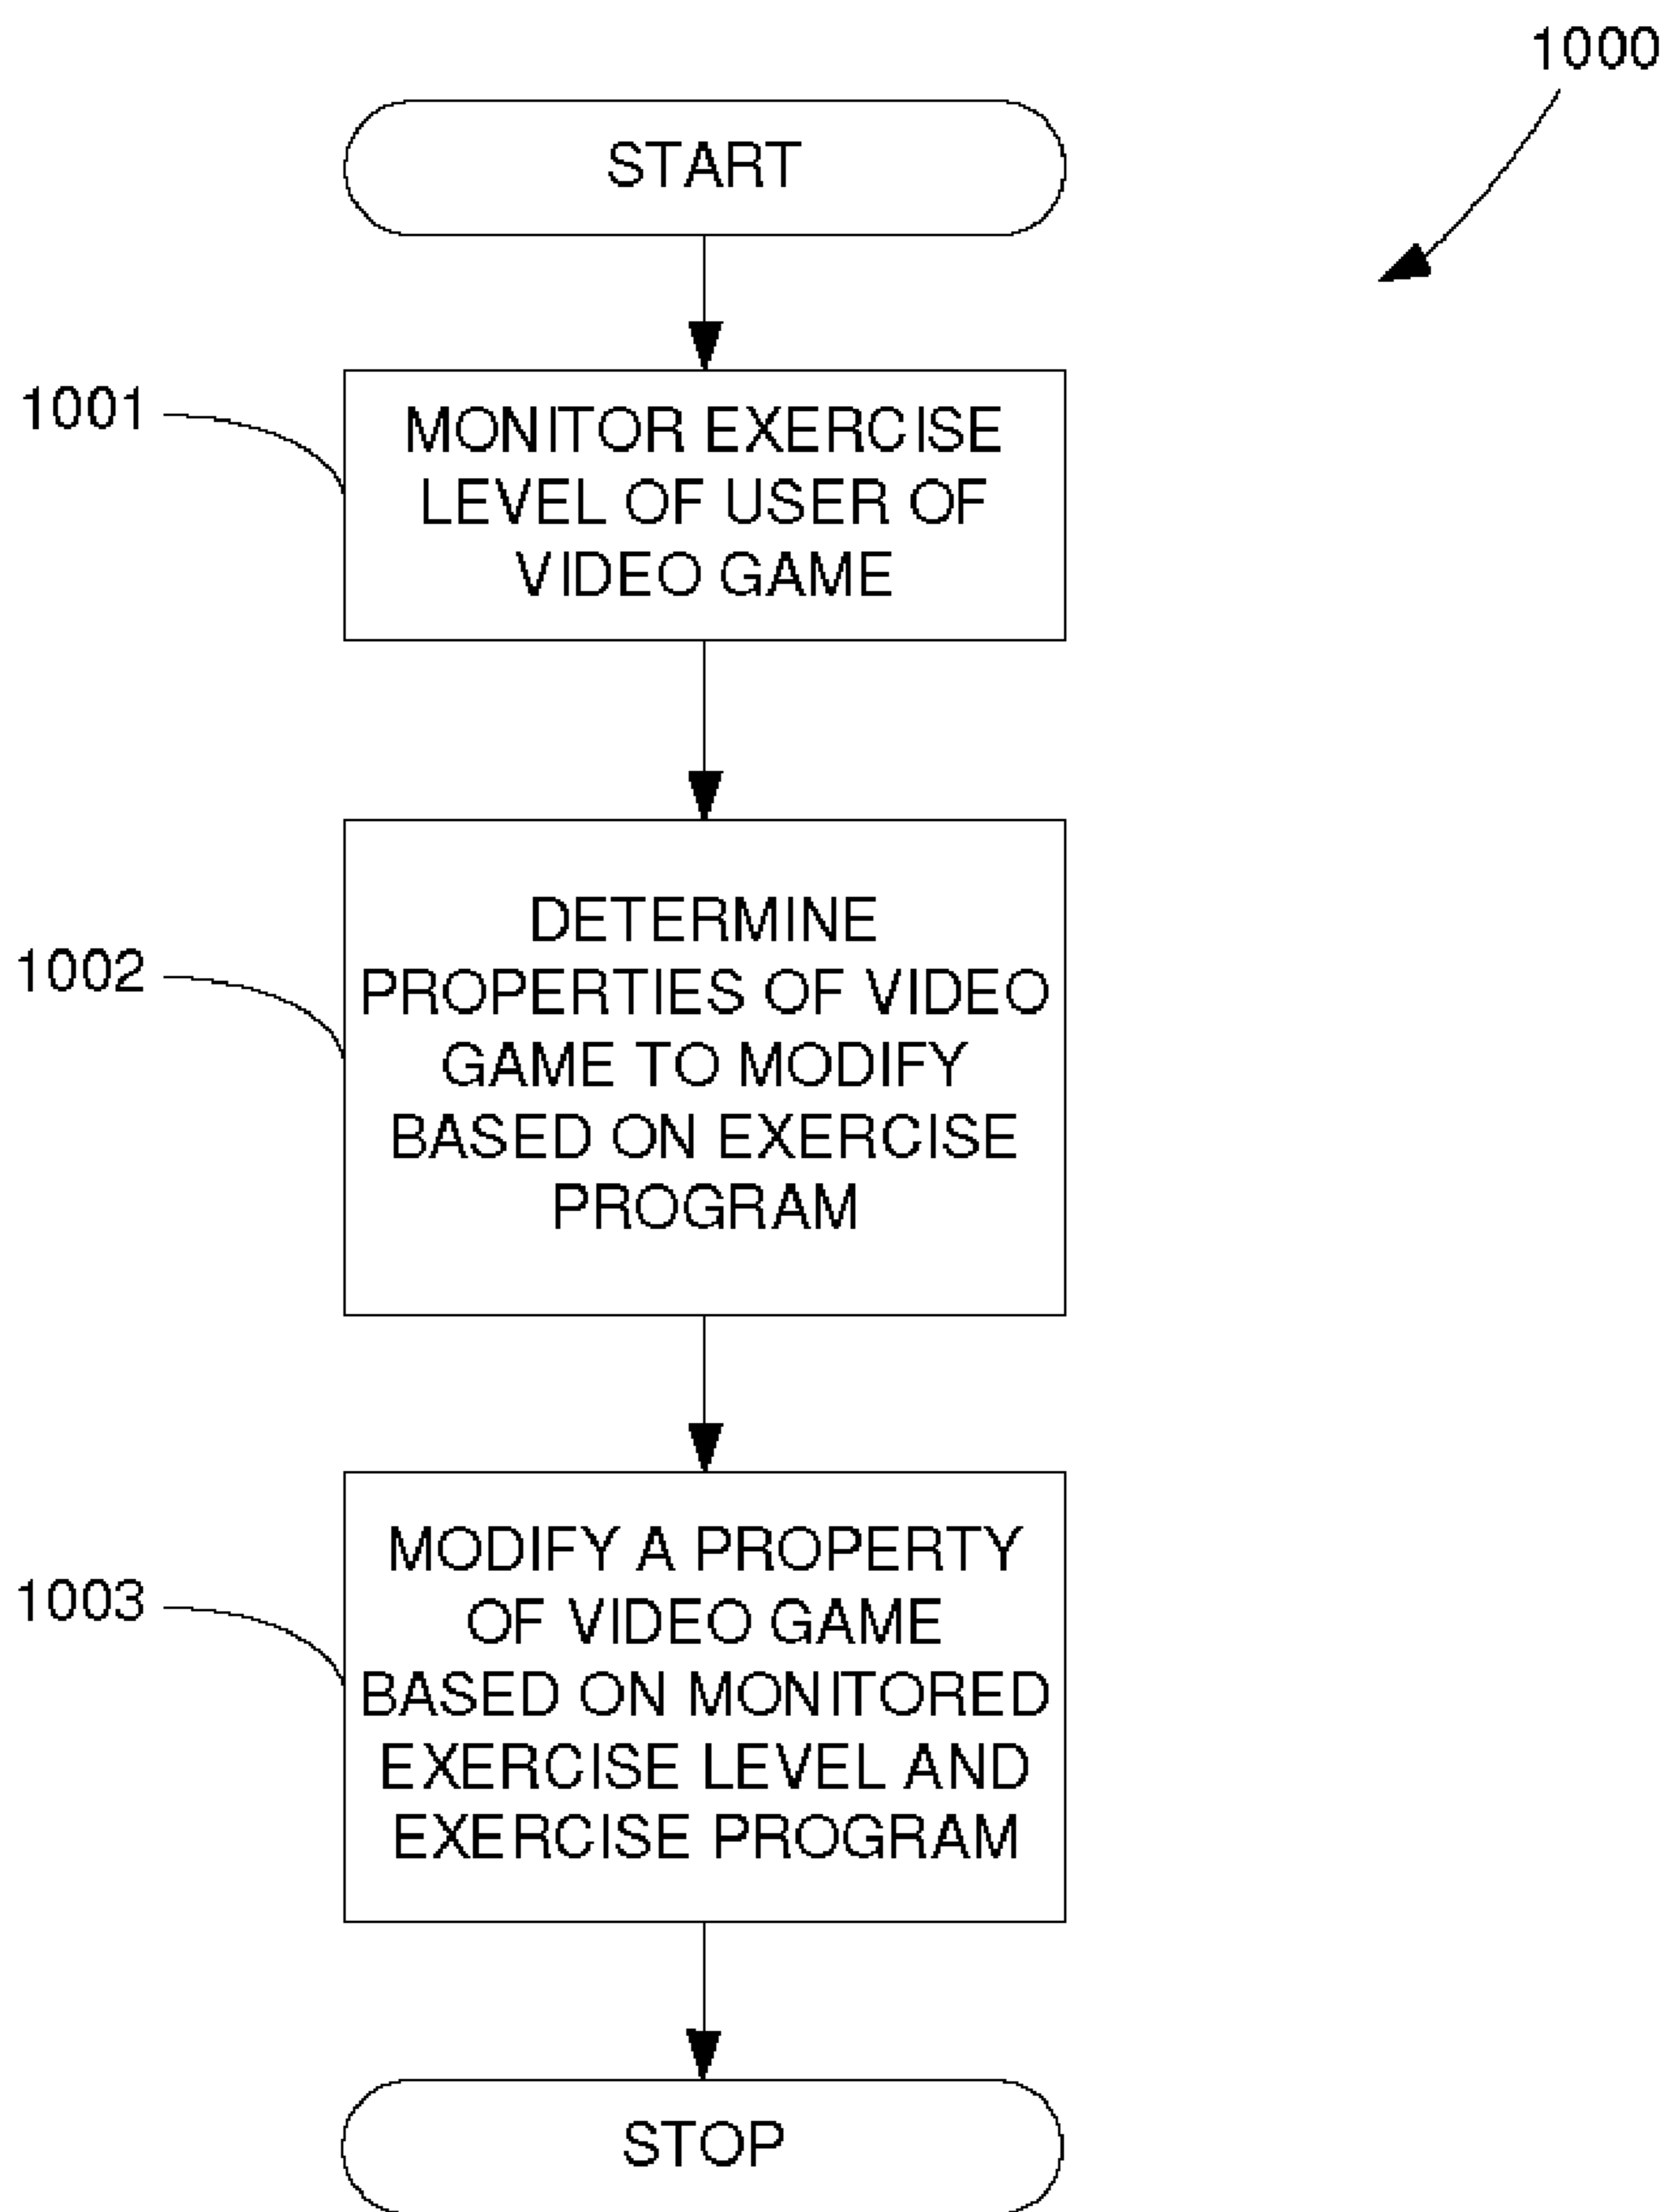 1000
START
1001
MONITOR EXERCISE
LEVEL OF USER OF
VIDEO GAME
1002
DETERMINE
PROPERTIES OF VIDEO
GAME TO MODIFY
BASED ON EXERCISE
PROGRAM
1003
MODIFY A PROPERTY
OF VIDEO GAME
BASED ON MONITORED
EXERCISE LEVEL AND
EXERCISE PROGRAM
STOP